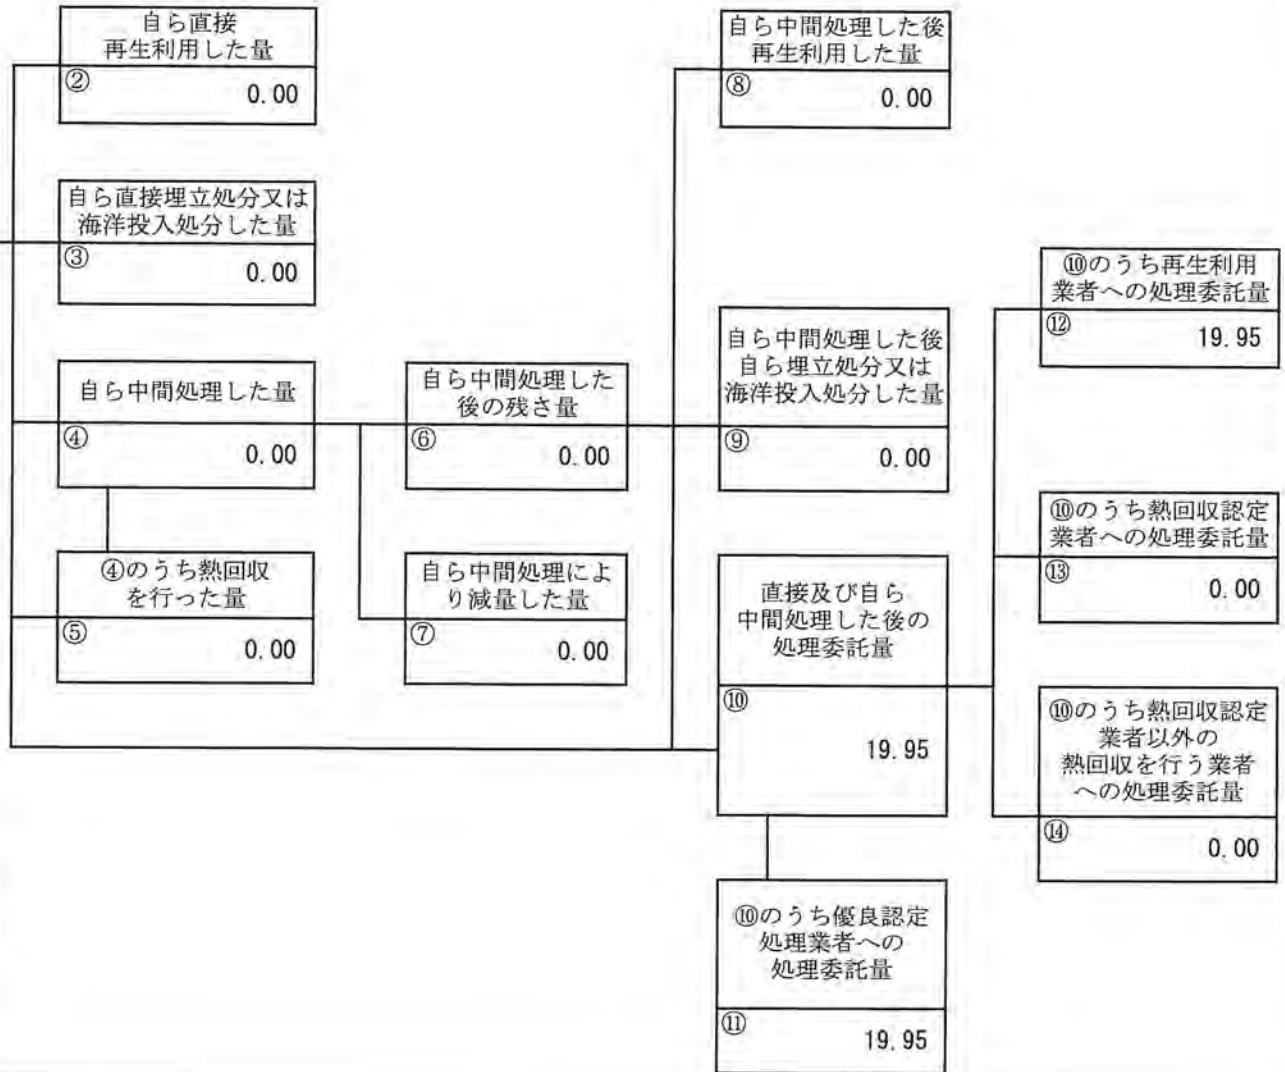 自ら直接
再生利用した量
②
0.00
自ら直接埋立処分又は
海洋投入処分した量
③
0.00
自ら中間処理した量
④
0.00
④のうち熱回収
を行った量
⑤
0.00
自ら中間処理した
後の残さ量
⑥
0.00
自ら中間処理によ
り減量した量
⑦
0.00
自ら中間処理した後
再生利用した量
⑧
0.00
自ら中間処理した後
自ら埋立処分又は
海洋投入処分した量
⑨
0.00
直接及び自ら
中間処理した後の
処理委託量
⑩
19.95
⑩のうち優良認定
処理業者への
処理委託量
⑪
19.95
⑩のうち再生利用
業者への処理委託量
⑫
19.95
⑩のうち熱回収認定
業者への処理委託量
⑬
0.00
⑩のうち熱回収認定
業者以外の
熱回収を行う業者
への処理委託量
⑭
0.00